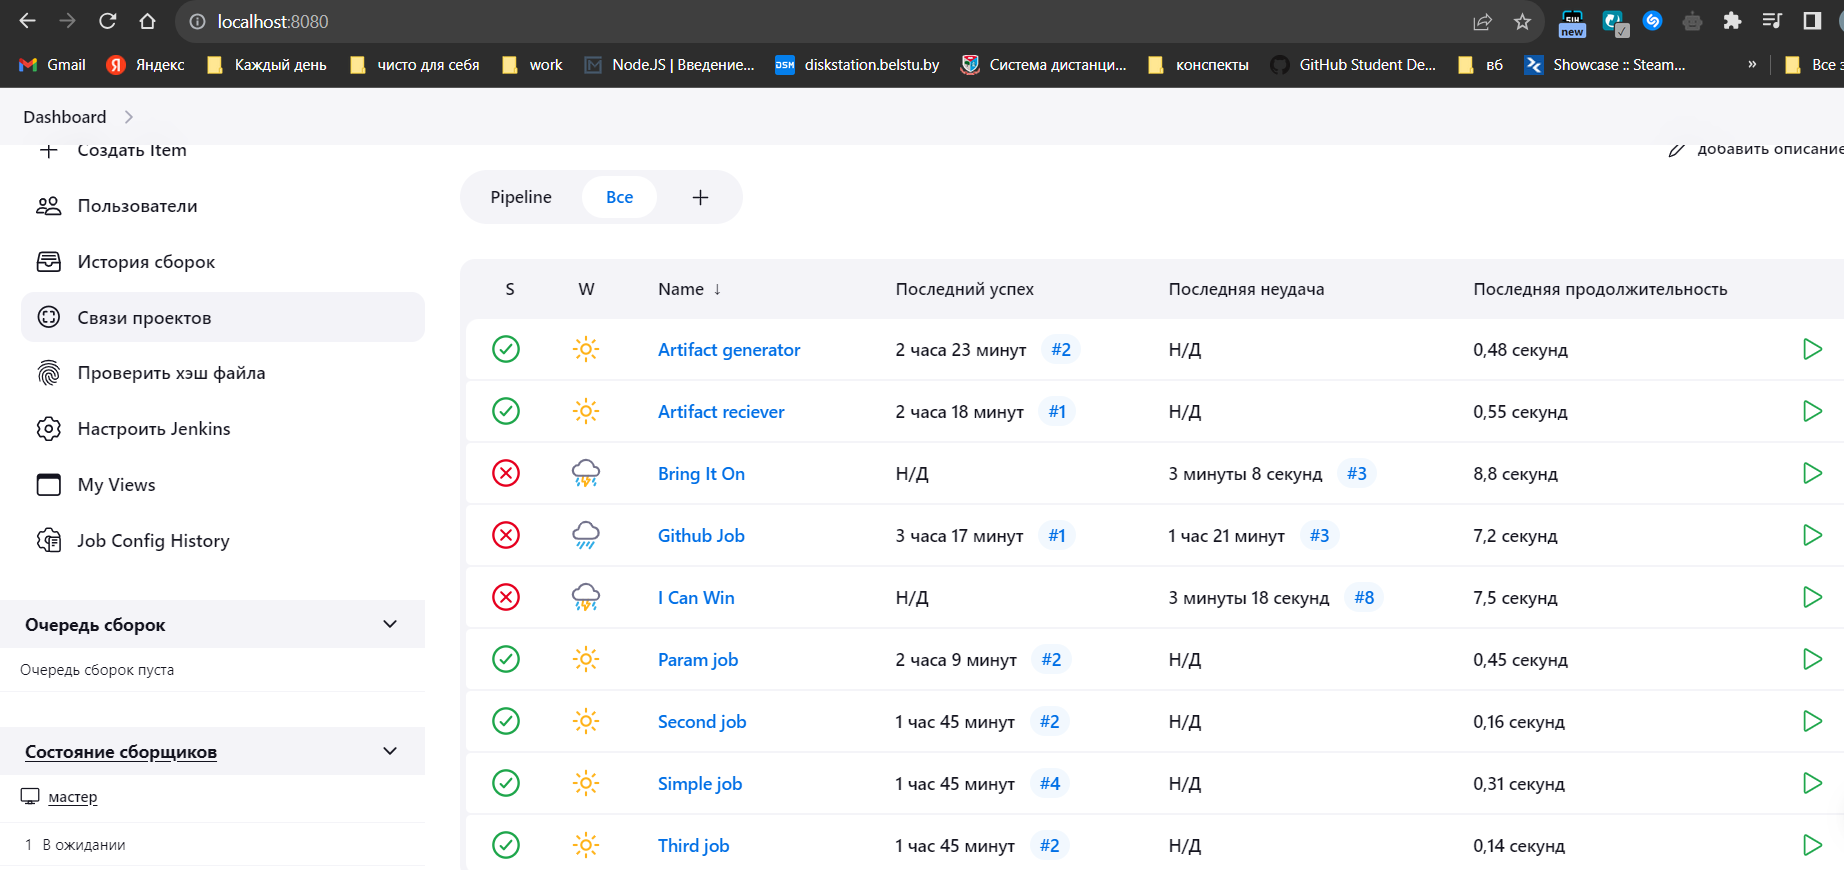 localhost:8080
new
Gmail
Яндекс
Каждый день
чисто для себя
work
NodeJS | Введение...
DSM
diskstation.belstu.by
Система дистанци...
конспекты
GitHub Student De...
вб
Showcase :: Steam...
»
Все з
Dashboard
Создать Item
Пользователи
История сборок
Связи проектов
Проверить хэш файла
Настроить Jenkins
My Views
Job Config History
Очередь сборок
Очередь сборок пуста
Состояние сборщиков
мастер
1 В ожидании
добавить описание
Pipeline Все +
S W Name ↓ Последний успех Последняя неудача Последняя продолжительность
Artifact generator 2 часа 23 минут #2 Н/Д 0,48 секунд
Artifact reciever 2 часа 18 минут #1 Н/Д 0,55 секунд
Bring It On Н/Д 3 минуты 8 секунд #3 8,8 секунд
Github Job 3 часа 17 минут #1 1 час 21 минут #3 7,2 секунд
I Can Win Н/Д 3 минуты 18 секунд #8 7,5 секунд
Param job 2 часа 9 минут #2 Н/Д 0,45 секунд
Second job 1 час 45 минут #2 Н/Д 0,16 секунд
Simple job 1 час 45 минут #4 Н/Д 0,31 секунд
Third job 1 час 45 минут #2 Н/Д 0,14 секунд